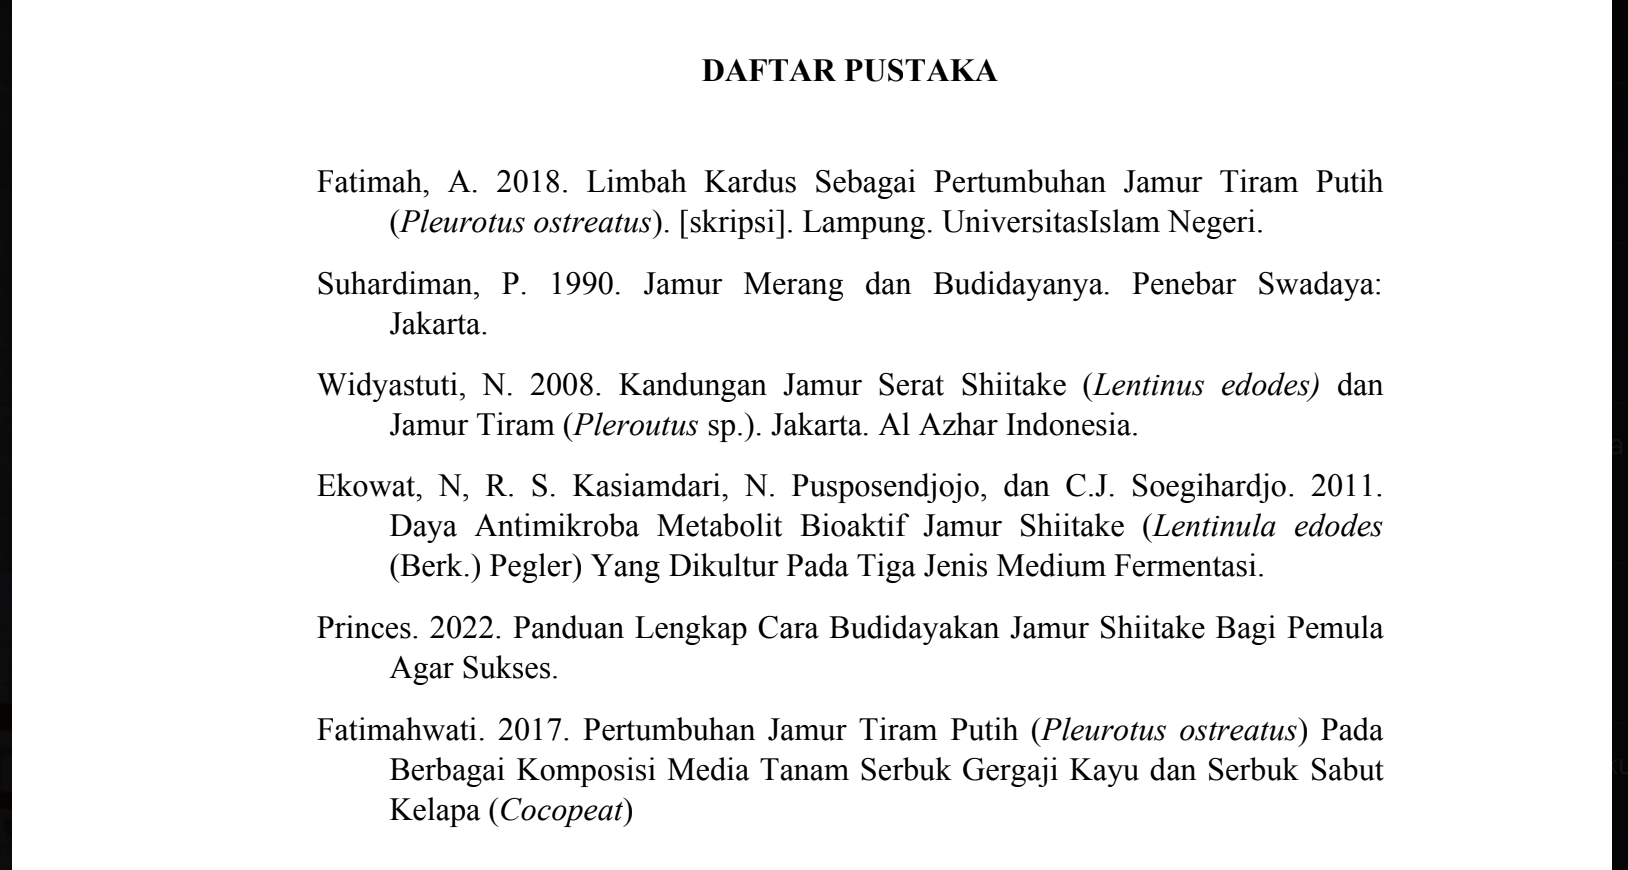 DAFTAR PUSTAKA
Fatimah, A. 2018. Limbah Kardus Sebagai Pertumbuhan Jamur Tiram Putih
(Pleurotus ostreatus). [skripsi]. Lampung. UniversitasIslam Negeri.
Suhardiman, P. 1990. Jamur Merang dan Budidayanya. Penebar Swadaya:
Jakarta.
Widyastuti, N. 2008. Kandungan Jamur Serat Shiitake (Lentinus edodes) dan
Jamur Tiram (Pleroutus sp.). Jakarta. Al Azhar Indonesia.
Ekowat, N, R. S. Kasiamdari, N. Pusposendjojo, dan C.J. Soegihardjo. 2011.
Daya Antimikroba Metabolit Bioaktif Jamur Shiitake (Lentinula edodes
(Berk.) Pegler) Yang Dikultur Pada Tiga Jenis Medium Fermentasi.
Princes. 2022. Panduan Lengkap Cara Budidayakan Jamur Shiitake Bagi Pemula
Agar Sukses.
Fatimahwati. 2017. Pertumbuhan Jamur Tiram Putih (Pleurotus ostreatus) Pada
Berbagai Komposisi Media Tanam Serbuk Gergaji Kayu dan Serbuk Sabut
Kelapa (Cocopeat)